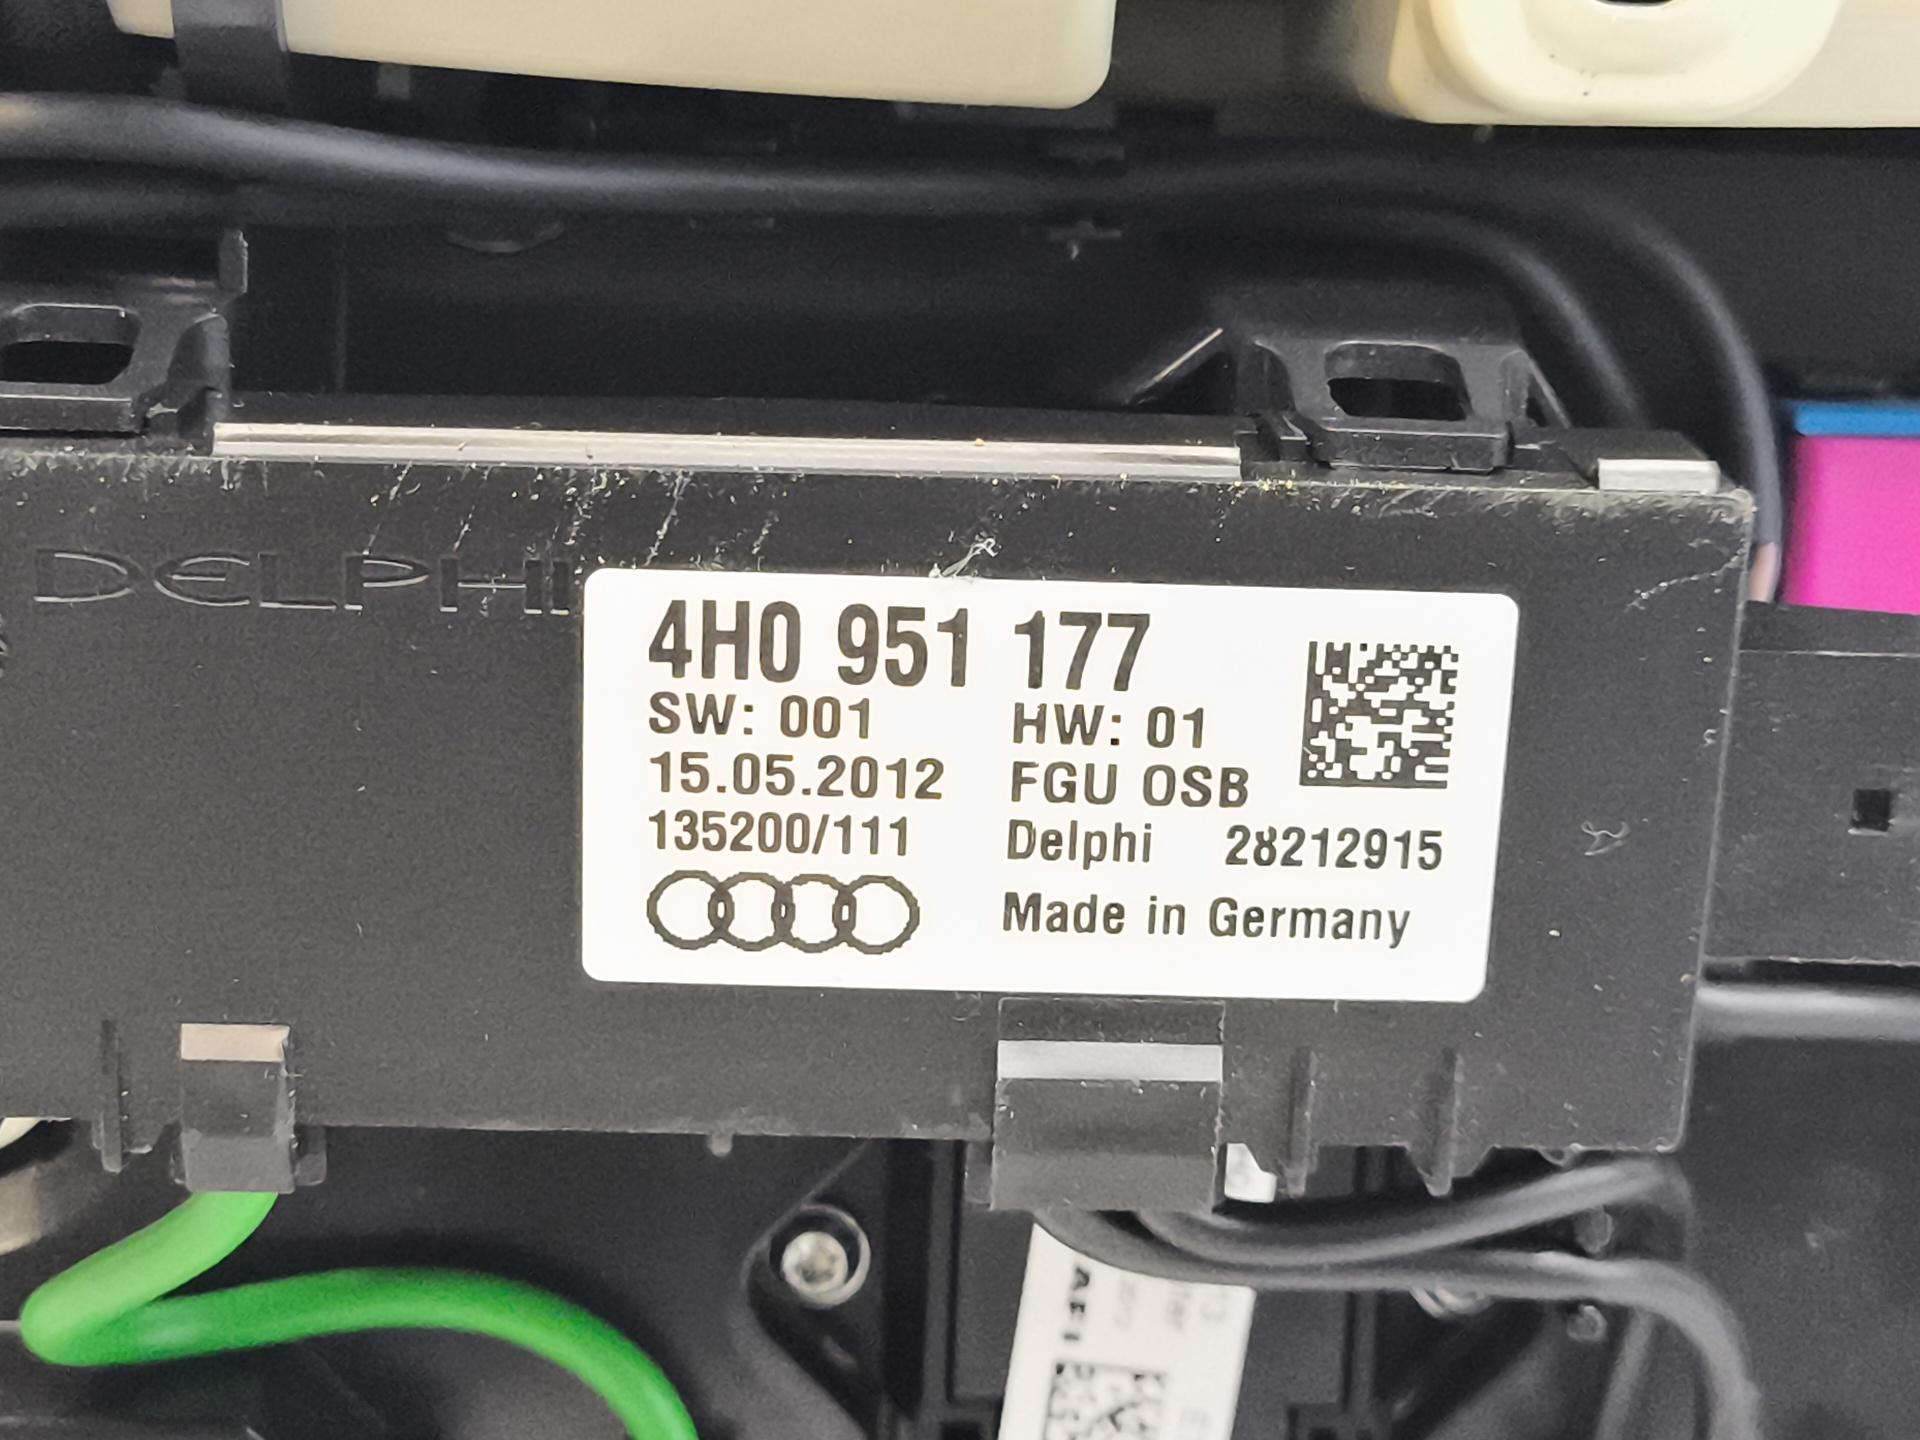 DELPHI
4H0 951 177
SW: 001 HW: 01
15.05.2012 FGU OSB
135200/111 Delphi 28212915
Made in Germany